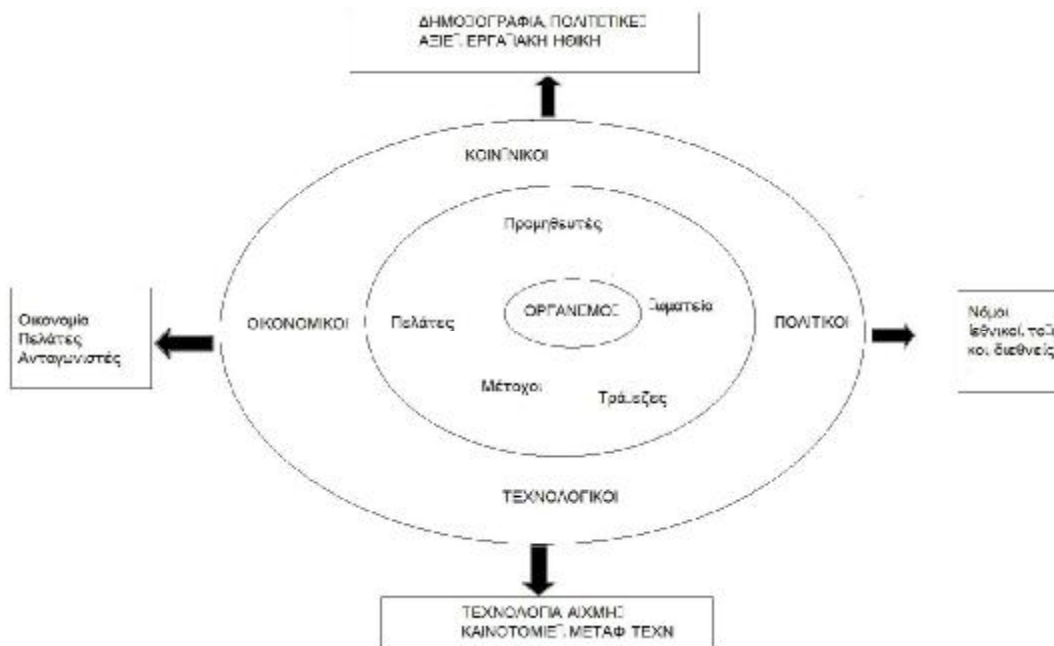 ΔΗΜΟΓΡΑΦΙΑ, ΠΟΛΙΤΙΣΤΙΚΕΣ
ΑΞΙΕΣ, ΕΡΓΑΣΙΑΚΗ ΗΘΙΚΗ
ΚΟΙΝΩΝΙΚΟΙ
Προμηθευτές
ΟΙΚΟΝΟΜΙΚΟΙ
Πελάτες
ΟΡΓΑΝΙΣΜΟΣ
Σωματεία
ΠΟΛΙΤΙΚΟΙ
Οικονομία
Πελάτες
Ανταγωνιστές
Νόμοι
και διεθνείς
Μέτοχοι
Τράπεζες
ΤΕΧΝΟΛΟΓΙΚΟΙ
ΤΕΧΝΟΛΟΓΙΑ ΑΙΧΜΗΣ
ΚΑΙΝΟΤΟΜΙΕΣ, ΜΕΤΑΦ ΤΕΧΝ